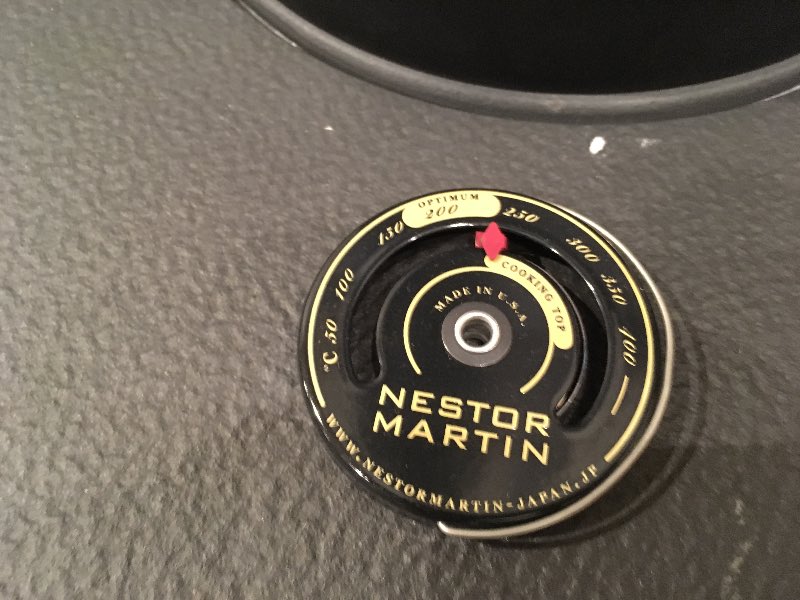 OPTIMUM
°C 50 100 150 200 250 300 350 400
COOKING TOP
MADE IN U.S.A.
NESTOR
MARTIN
WWW.NESTORMARTIN-JAPAN.JP